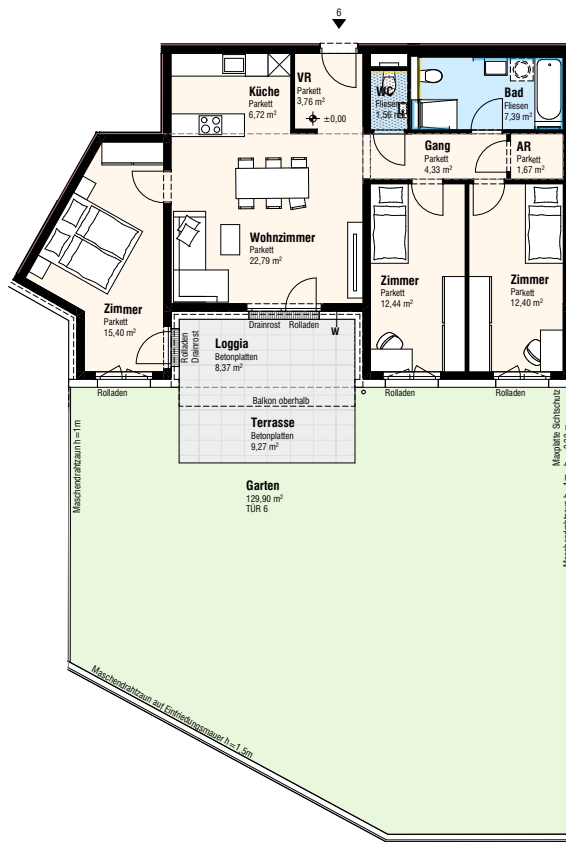 6
Küche
Parkett
6,72 m²
VR
Parkett
3,76 m²
±0,00
WC
Fliesen
1,56 m²
Bad
Fliesen
7,39 m²
Gang
Parkett
4,33 m²
AR
Parkett
1,67 m²
Wohnzimmer
Parkett
22,79 m²
Zimmer
Parkett
15,40 m²
Zimmer
Parkett
12,44 m²
Zimmer
Parkett
12,40 m²
Drainrost Rolladen
W
Rolladen
Drainrost
Loggia
Betonplatten
8,37 m²
Rolladen
Rolladen
Rolladen
Balkon oberhalb
Terrasse
Betonplatten
9,27 m²
Garten
129,90 m²
TÜR 6
Maschendrahtzaun h=1m
Maxplatte Sichtschutz
Maschendrahtzaun auf Einfriedungsmauer h=1,5m